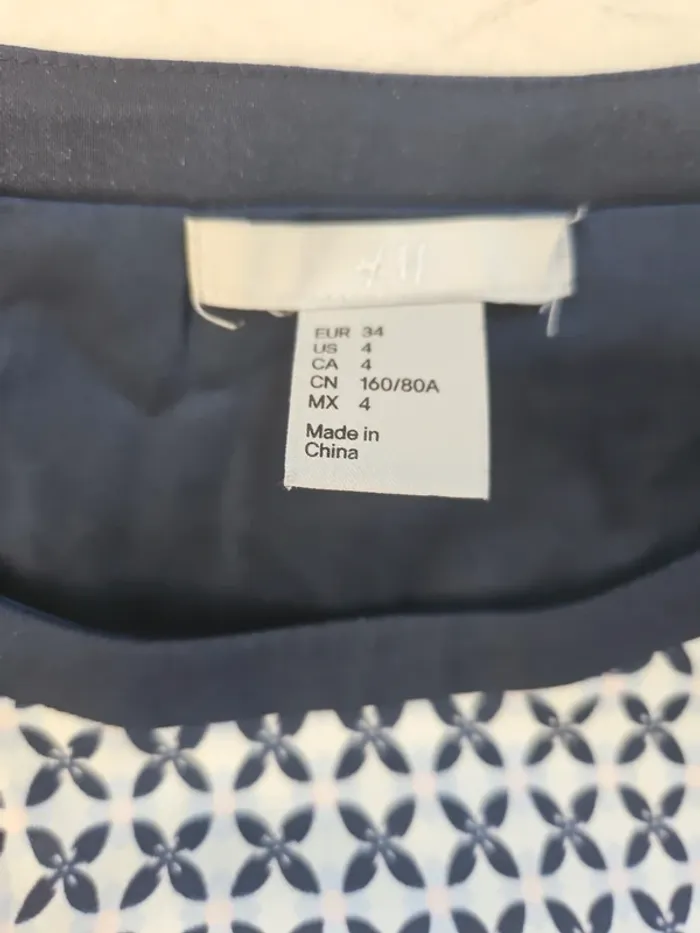 EUR 34
US 4
CA 4
CN 160/80A
MX 4
Made in
China